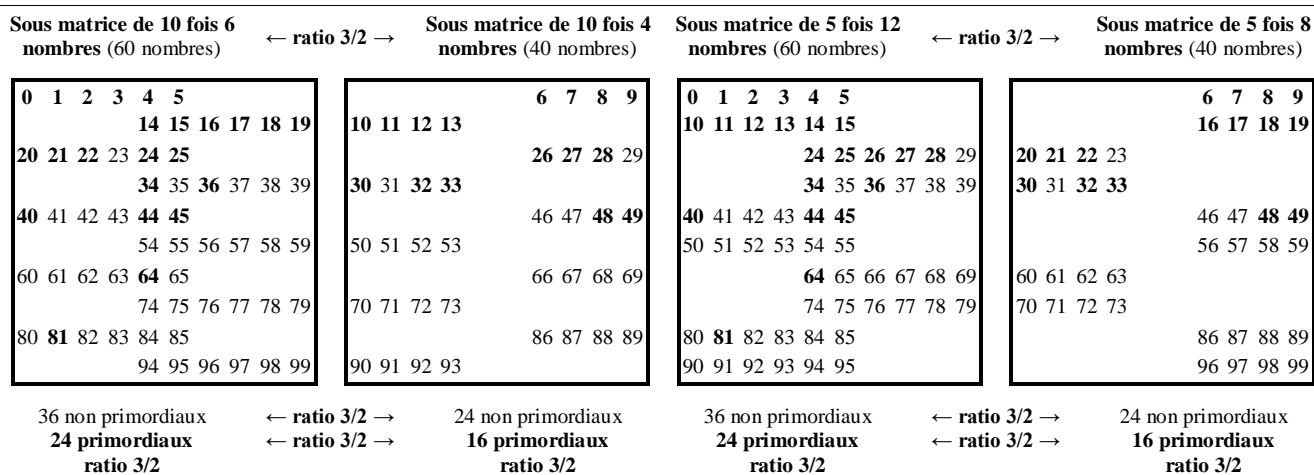 Sous matrice de 10 fois 6 ← ratio 3/2 → Sous matrice de 10 fois 4 Sous matrice de 5 fois 12 ← ratio 3/2 → Sous matrice de 5 fois 8
nombres (60 nombres) nombres (40 nombres) nombres (60 nombres) nombres (40 nombres)
0 1 2 3 4 5 6 7 8 9 0 1 2 3 4 5 6 7 8 9
14 15 16 17 18 19 10 11 12 13 10 11 12 13 14 15 16 17 18 19
20 21 22 23 24 25 26 27 28 29 24 25 26 27 28 29 20 21 22 23
34 35 36 37 38 39 30 31 32 33 34 35 36 37 38 39 30 31 32 33
40 41 42 43 44 45 46 47 48 49 40 41 42 43 44 45 46 47 48 49
54 55 56 57 58 59 50 51 52 53 50 51 52 53 54 55 56 57 58 59
60 61 62 63 64 65 66 67 68 69 64 65 66 67 68 69 60 61 62 63
74 75 76 77 78 79 70 71 72 73 74 75 76 77 78 79 70 71 72 73
80 81 82 83 84 85 86 87 88 89 80 81 82 83 84 85 86 87 88 89
94 95 96 97 98 99 90 91 92 93 90 91 92 93 94 95 96 97 98 99
36 non primordiaux ← ratio 3/2 → 24 non primordiaux 36 non primordiaux ← ratio 3/2 → 24 non primordiaux
24 primordiaux ← ratio 3/2 → 16 primordiaux 24 primordiaux ← ratio 3/2 → 16 primordiaux
ratio 3/2 ratio 3/2 ratio 3/2 ratio 3/2